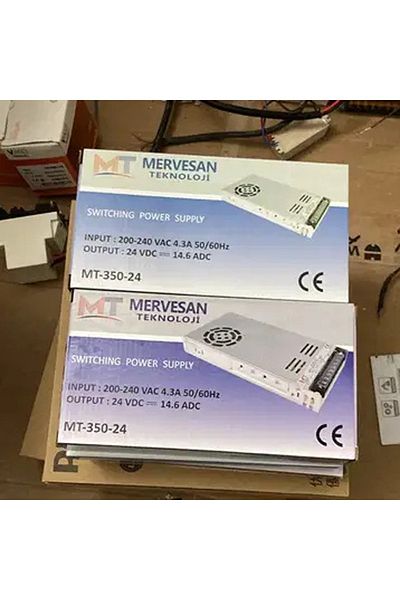 MT MERVESAN
TEKNOLOJİ
SWITCHING POWER SUPPLY
INPUT : 200-240 VAC 4.3A 50/60Hz
OUTPUT : 24 VDC ⎓ 14.6 ADC
MT-350-24
CE
MT MERVESAN
TEKNOLOJİ
SWITCHING POWER SUPPLY
INPUT : 200-240 VAC 4.3A 50/60Hz
OUTPUT : 24 VDC ⎓ 14.6 ADC
MT-350-24
CE